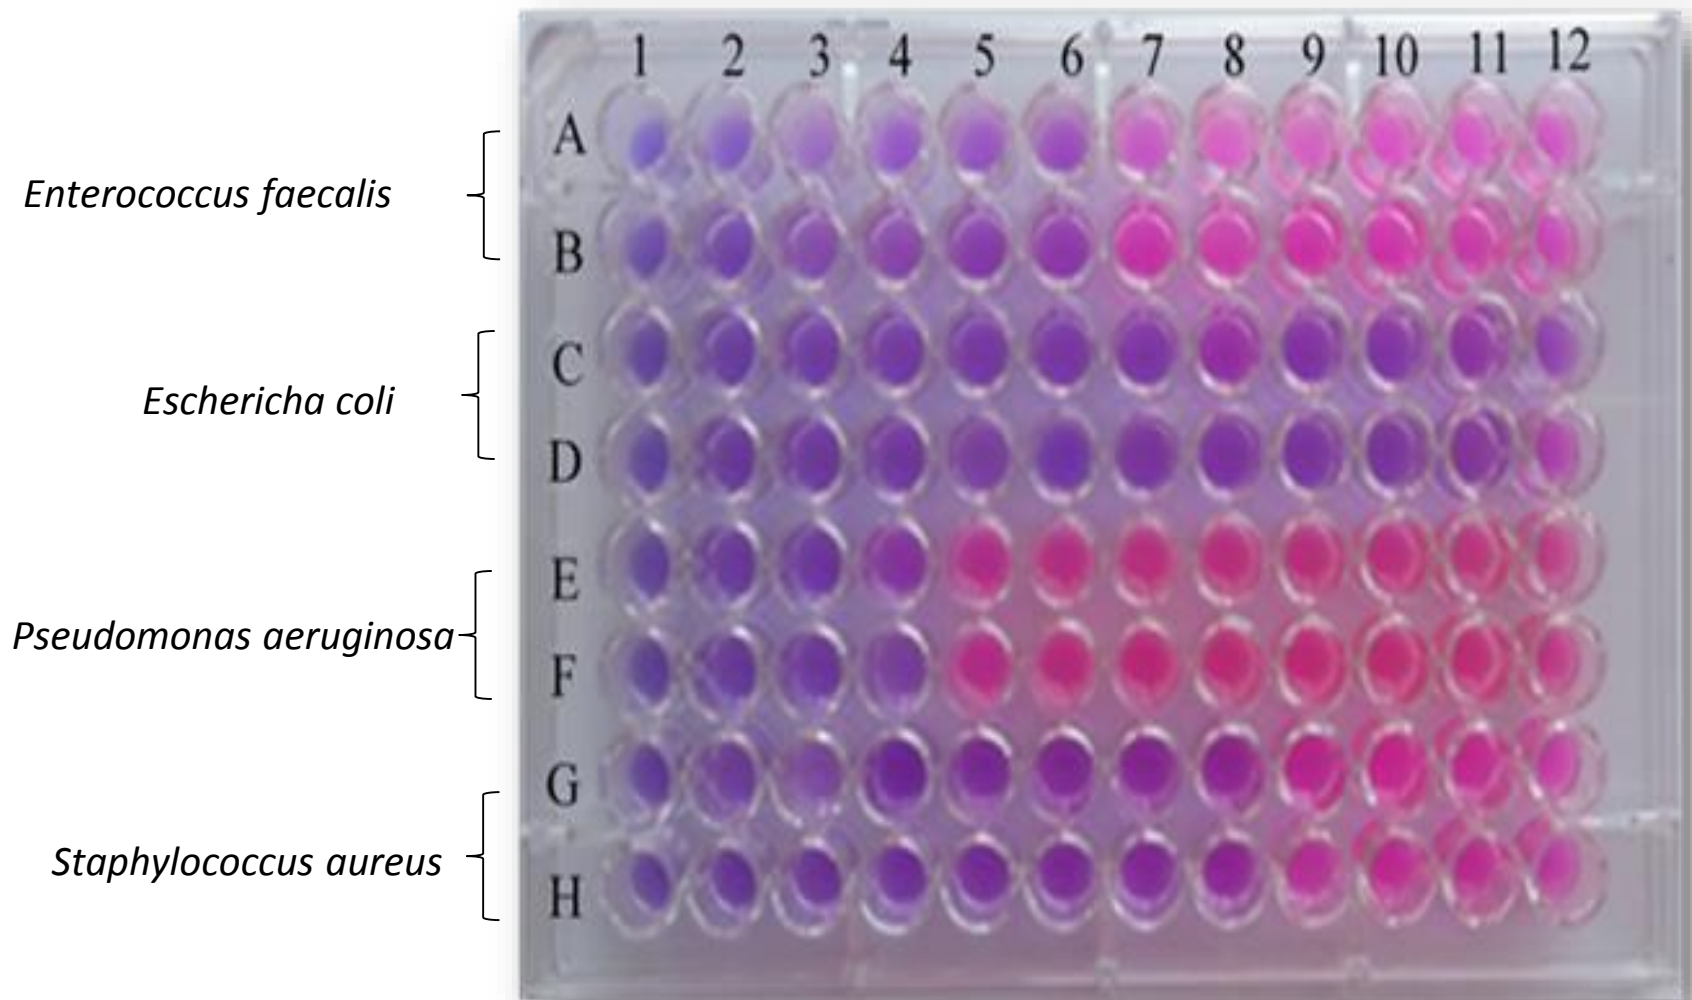 1 2 3 4 5 6 7 8 9 10 11 12
A
Enterococcus faecalis
B
C
Eschericha coli
D
E
Pseudomonas aeruginosa
F
G
Staphylococcus aureus
H